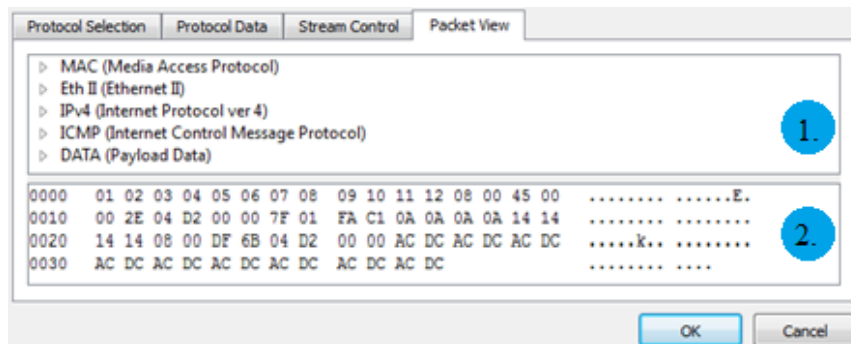 Protocol Selection Protocol Data Stream Control Packet View
MAC (Media Access Protocol)
Eth II (Ethernet II)
IPv4 (Internet Protocol ver 4)
ICMP (Internet Control Message Protocol)
DATA (Payload Data)
1.
0000 01 02 03 04 05 06 07 08 09 10 11 12 08 00 45 00 ........ ......E.
0010 00 2E 04 D2 00 00 7F 01 FA C1 0A 0A 0A 0A 14 14 ........ ........
0020 14 14 08 00 DF 6B 04 D2 00 00 AC DC AC DC AC DC .....k.. ........
0030 AC DC AC DC AC DC AC DC AC DC AC DC ........ ....
2.
OK Cancel